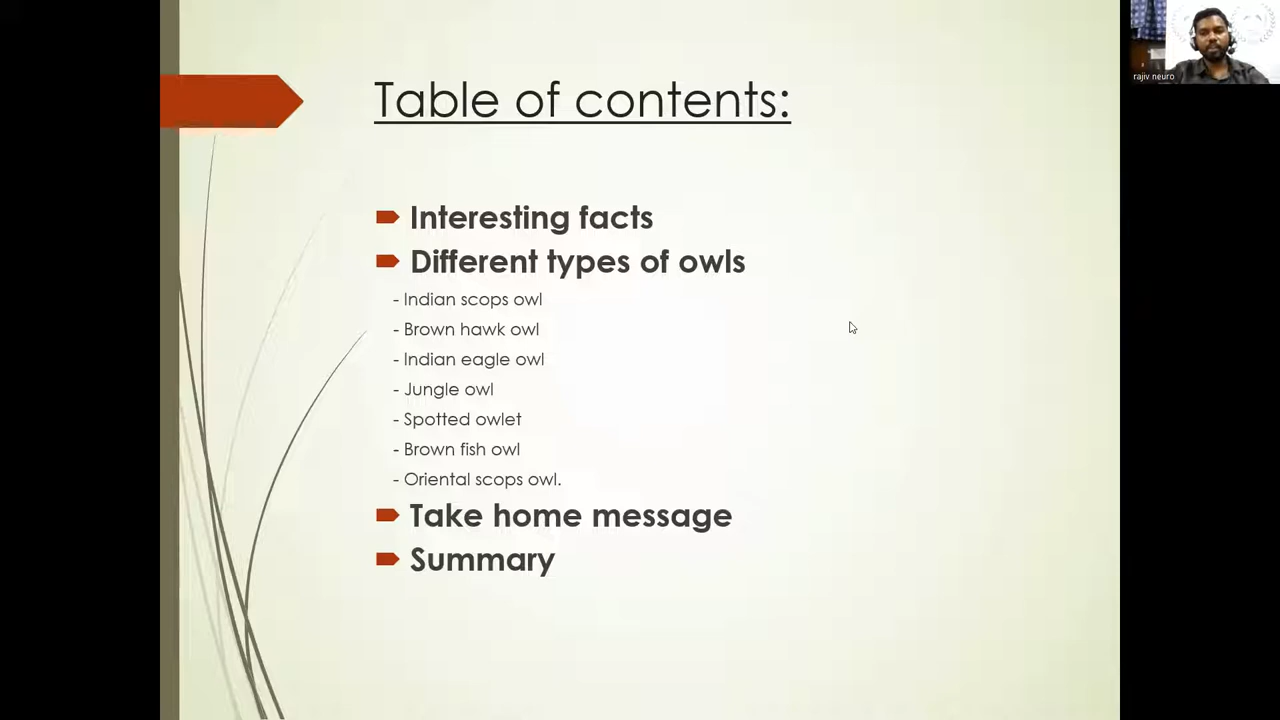 Table of contents:
Interesting facts
Different types of owls
- Indian scops owl
- Brown hawk owl
- Indian eagle owl
- Jungle owl
- Spotted owlet
- Brown fish owl
- Oriental scops owl.
Take home message
Summary
rajiv neuro